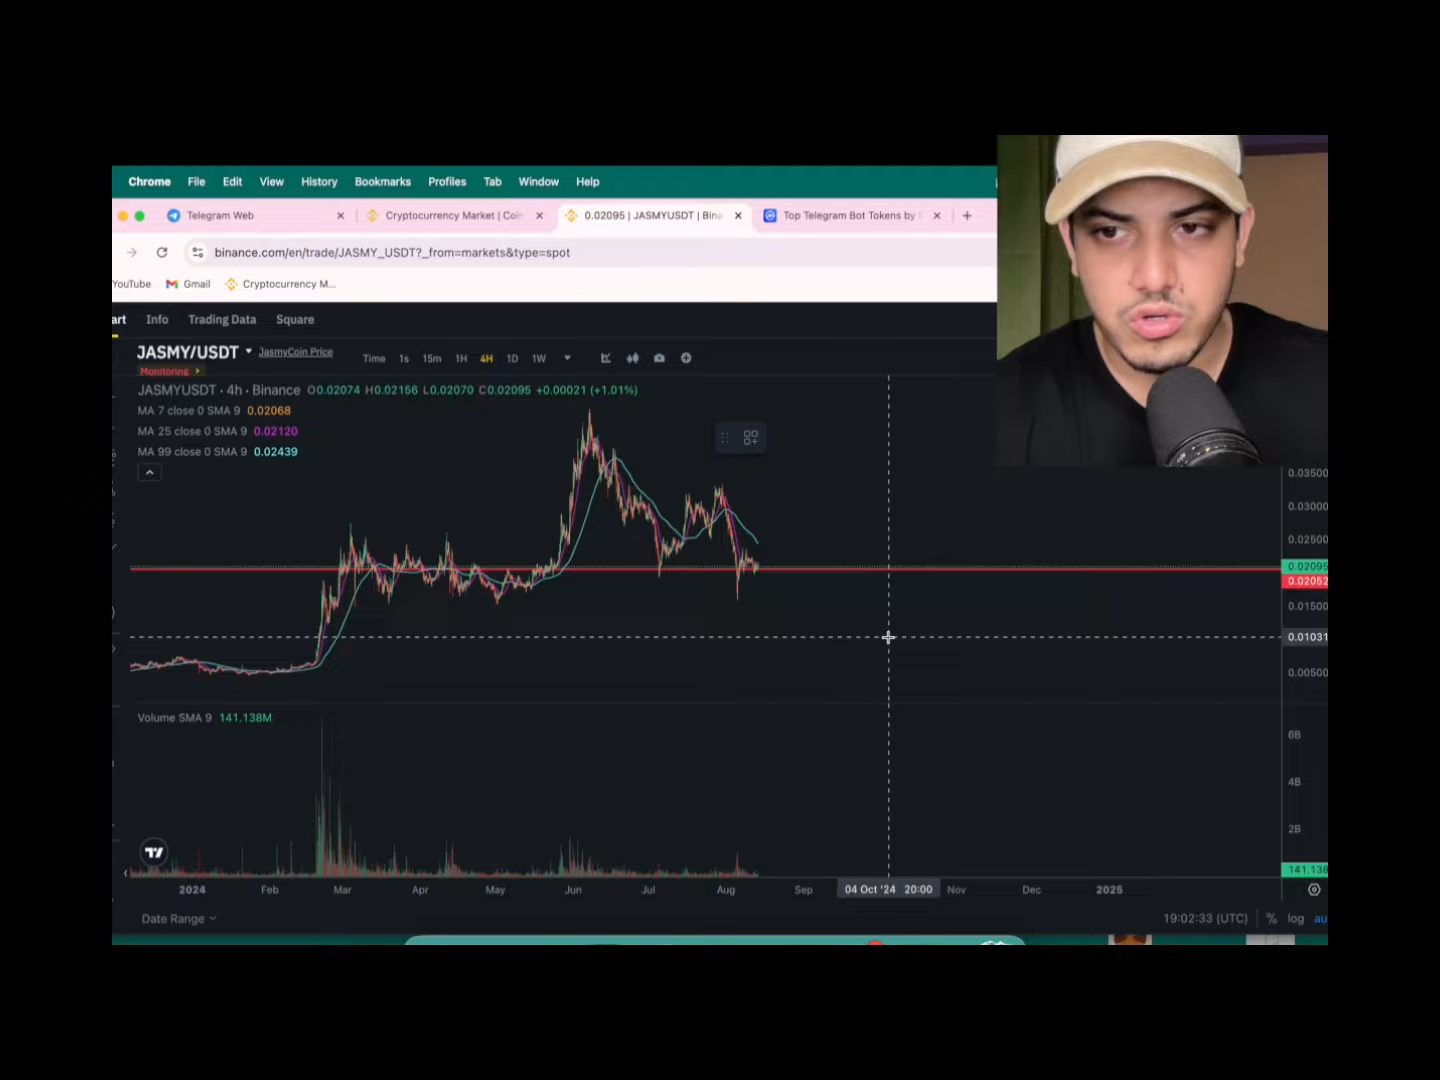 Chrome File Edit View History Bookmarks Profiles Tab Window Help
Telegram Web
Cryptocurrency Market | Coin
0.02095 | JASMYUSDT | Bina
Top Telegram Bot Tokens by
binance.com/en/trade/JASMY_USDT?_from=markets&type=spot
YouTube Gmail Cryptocurrency M...
art Info Trading Data Square
JASMY/USDT JasmyCoin Price
Time 1s 15m 1H 4H 1D 1W
Monitoring
JASMYUSDT · 4h · Binance O0.02074 H0.02156 L0.02070 C0.02095 +0.00021 (+1.01%)
MA 7 close 0 SMA 9 0.02068
MA 25 close 0 SMA 9 0.02120
MA 99 close 0 SMA 9 0.02439
0.03500
0.03000
0.02500
0.02095
0.02052
0.01500
0.01031
0.00500
Volume SMA 9 141.138M
6B
4B
2B
141.138
2024 Feb Mar Apr May Jun Jul Aug Sep 04 Oct '24 20:00 Nov Dec 2025
Date Range 19:02:33 (UTC) % log au